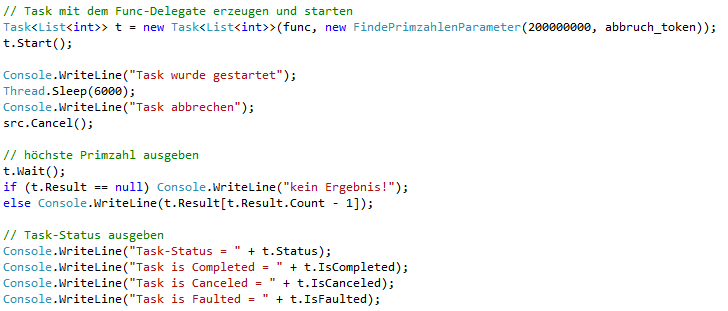 // Task mit dem Func-Delegate erzeugen und starten
Task<List<int>> t = new Task<List<int>>(func, new FindePrimzahlenParameter(200000000, abbruch_token));
t.Start();
Console.WriteLine("Task wurde gestartet");
Thread.Sleep(6000);
Console.WriteLine("Task abbrechen");
src.Cancel();
// höchste Primzahl ausgeben
t.Wait();
if (t.Result == null) Console.WriteLine("kein Ergebnis!");
else Console.WriteLine(t.Result[t.Result.Count - 1]);
// Task-Status ausgeben
Console.WriteLine("Task-Status = " + t.Status);
Console.WriteLine("Task is Completed = " + t.IsCompleted);
Console.WriteLine("Task is Canceled = " + t.IsCanceled);
Console.WriteLine("Task is Faulted = " + t.IsFaulted);